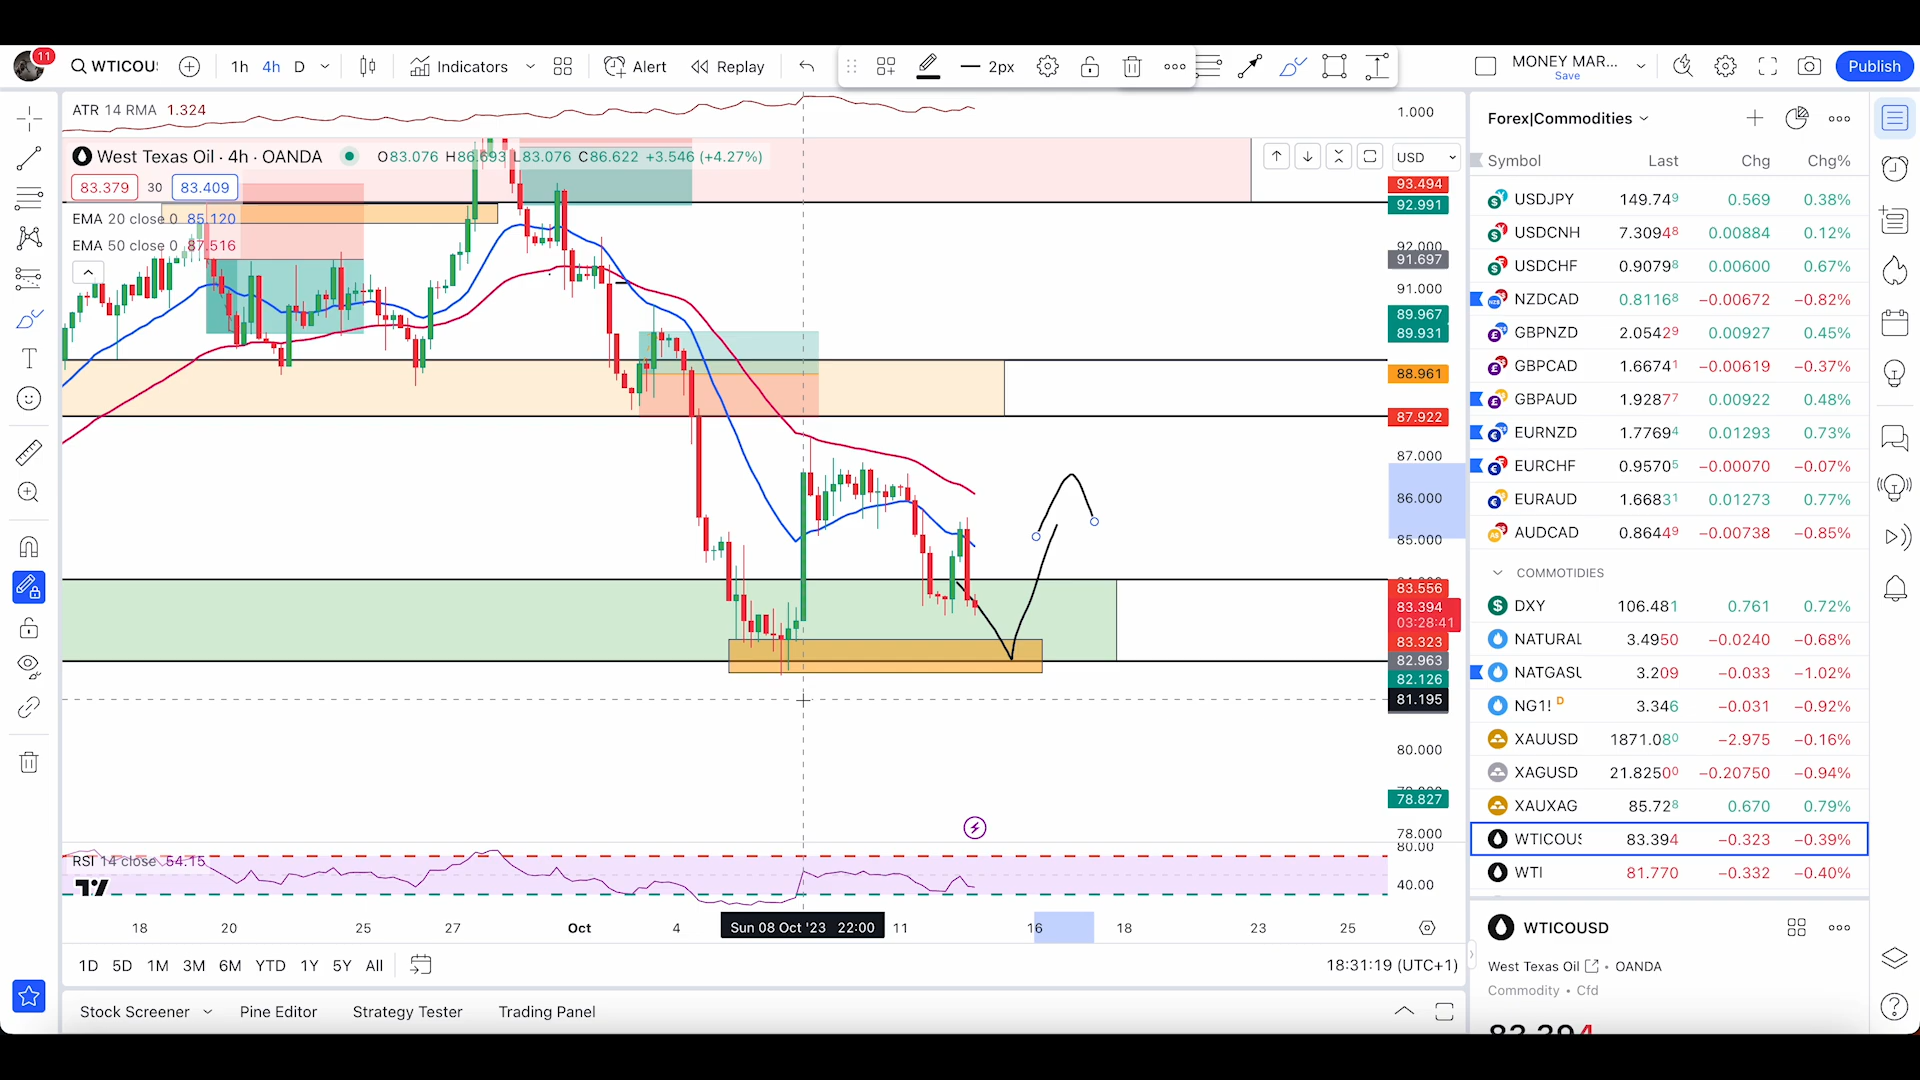 11
WTICOUS
1h 4h D
Indicators
Alert
Replay
2px
MONEY MAR...
Save
Publish
ATR 14 RMA 1.324
West Texas Oil · 4h · OANDA
O83.076 H86.693 L83.076 C86.622 +3.546 (+4.27%)
83.379 30 83.409
EMA 20 close 0 85.120
EMA 50 close 0 87.516
USD
1.000
93.494
92.991
92.000
91.697
91.000
89.967
89.931
88.961
87.922
87.000
86.000
85.000
83.556
83.394
03:28:41
83.323
82.963
82.126
81.195
80.000
78.827
78.000
80.00
40.00
RSI 14 close 54.15
18 20 25 27 Oct 4 Sun 08 Oct '23 22:00 11 16 18 23 25
1D 5D 1M 3M 6M YTD 1Y 5Y All
18:31:19 (UTC+1)
Stock Screener Pine Editor Strategy Tester Trading Panel
Forex|Commodities
Symbol Last Chg Chg%
USDJPY 149.749 0.569 0.38%
USDCNH 7.30948 0.00884 0.12%
USDCHF 0.90798 0.00600 0.67%
NZDCAD 0.81168 −0.00672 −0.82%
GBPNZD 2.05429 0.00927 0.45%
GBPCAD 1.66741 −0.00619 −0.37%
GBPAUD 1.92877 0.00922 0.48%
EURNZD 1.77694 0.01293 0.73%
EURCHF 0.95705 −0.00070 −0.07%
EURAUD 1.66831 0.01273 0.77%
AUDCAD 0.86449 −0.00738 −0.85%
COMMOTIDIES
DXY 106.481 0.761 0.72%
NATURAL 3.4950 −0.0240 −0.68%
NATGASU 3.209 −0.033 −1.02%
NG1! D 3.346 −0.031 −0.92%
XAUUSD 1871.080 −2.975 −0.16%
XAGUSD 21.82500 −0.20750 −0.94%
XAUXAG 85.728 0.670 0.79%
WTICOUS 83.394 −0.323 −0.39%
WTI 81.770 −0.332 −0.40%
WTICOUSD
West Texas Oil • OANDA
Commodity • Cfd
83.394